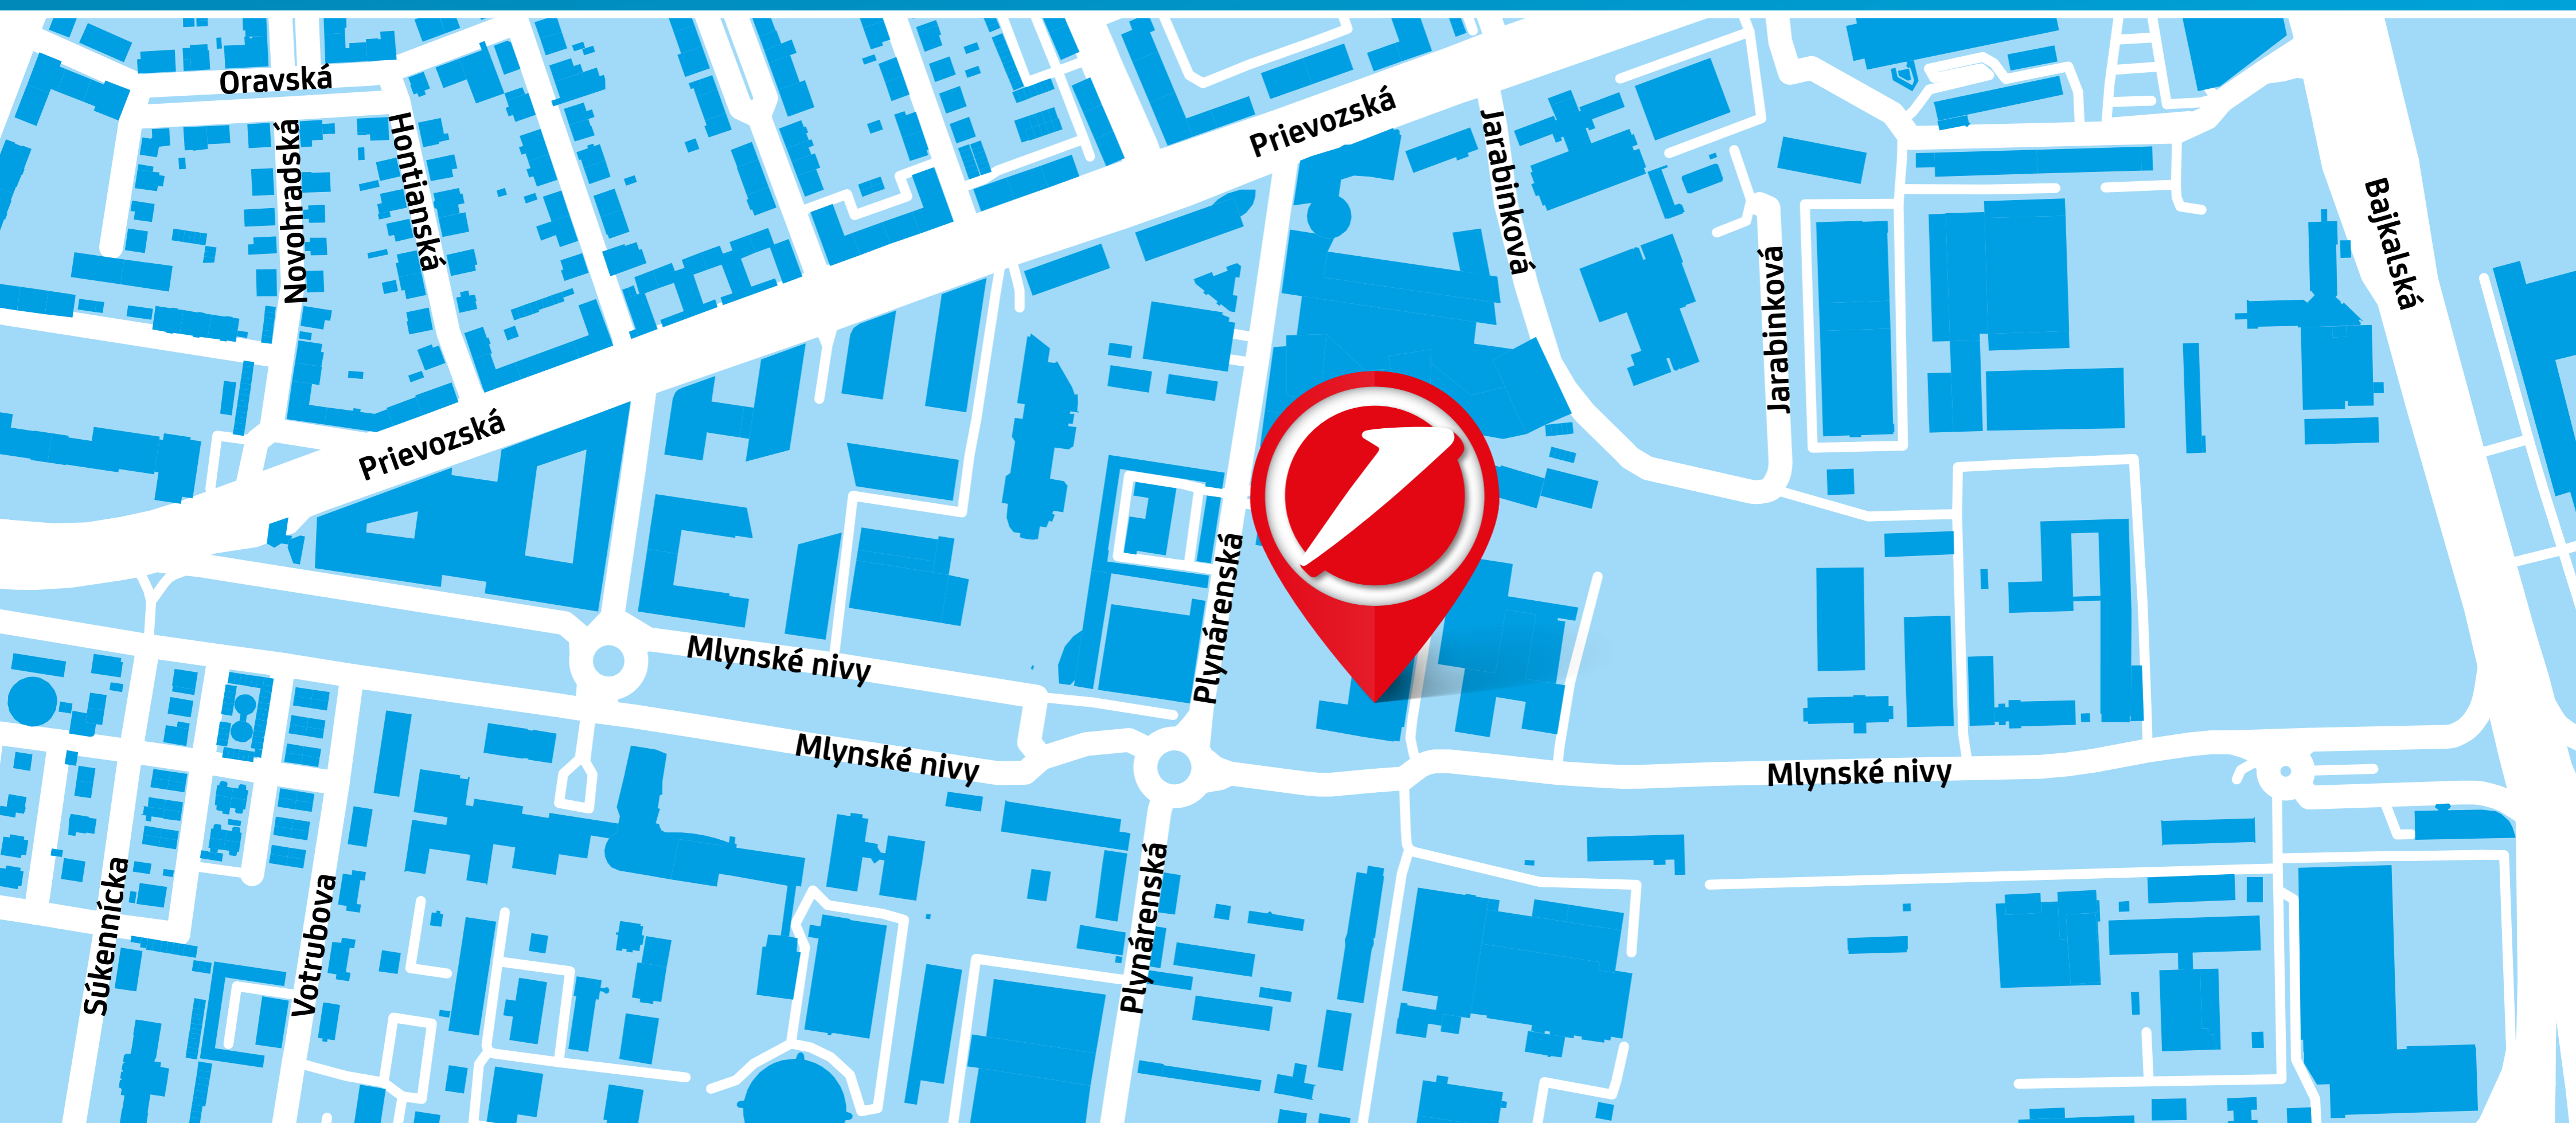 Oravská
Prievozská
Novohradská
Hontianská
Jarabinková
Bajkalská
Jarabinková
Prievozská
Plynárenská
Mlynské nivy
Mlynské nivy
Mlynské nivy
Súkennícka
Votrubova
Plynárenská